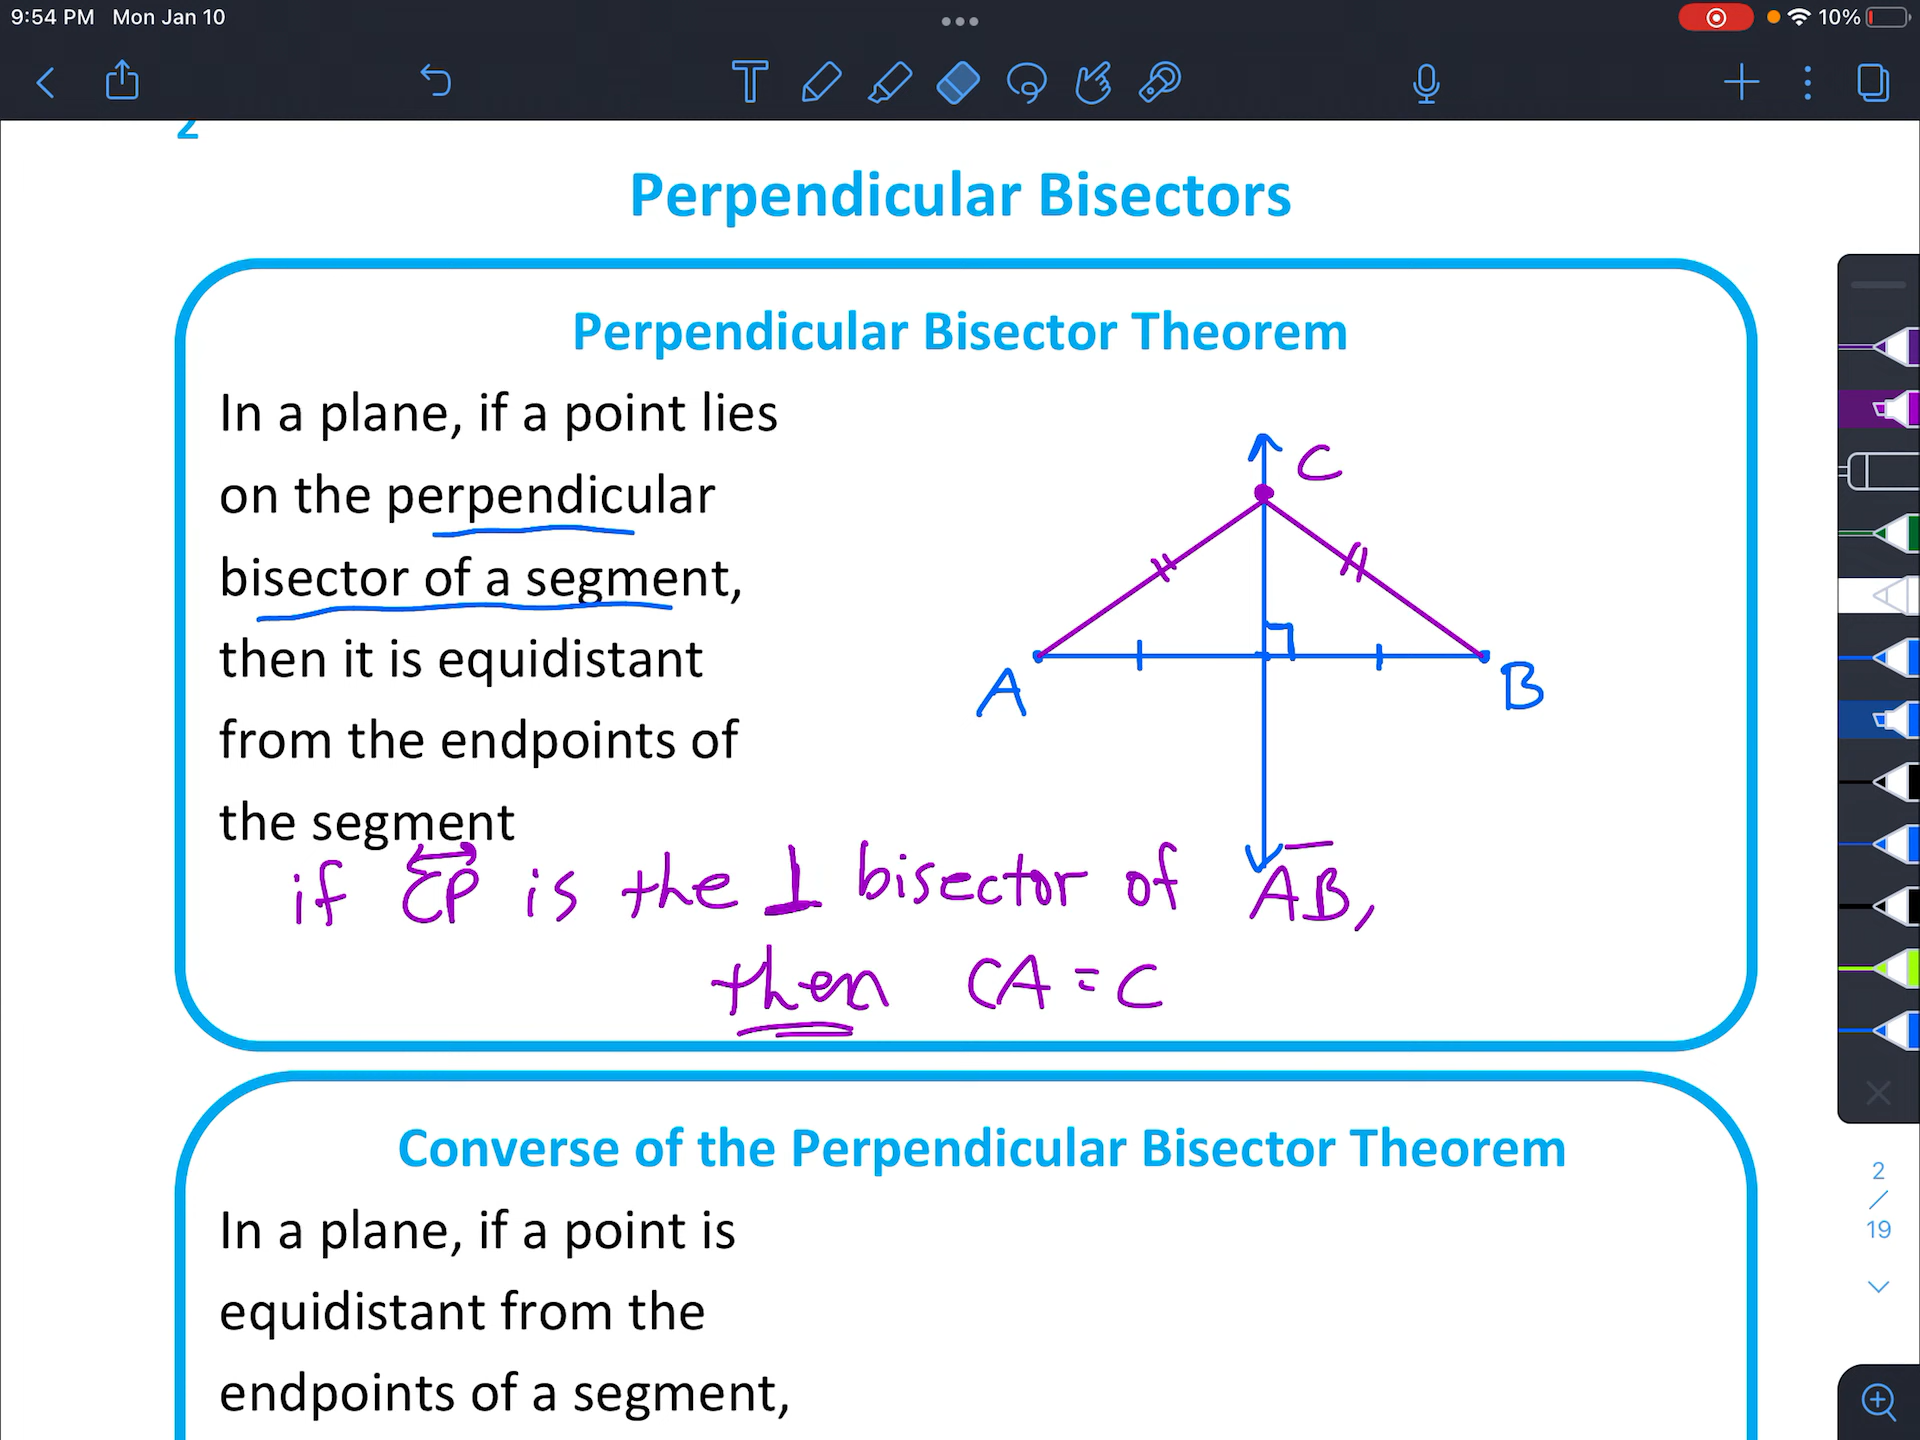 9:54 PM Mon Jan 10
10%
2
Perpendicular Bisectors
Perpendicular Bisector Theorem
In a plane, if a point lies
on the perpendicular
bisector of a segment,
then it is equidistant
from the endpoints of
the segment
C
A
B
if CP is the ⊥ bisector of AB,
then CA = C
Converse of the Perpendicular Bisector Theorem
In a plane, if a point is
equidistant from the
endpoints of a segment,
2
/
19